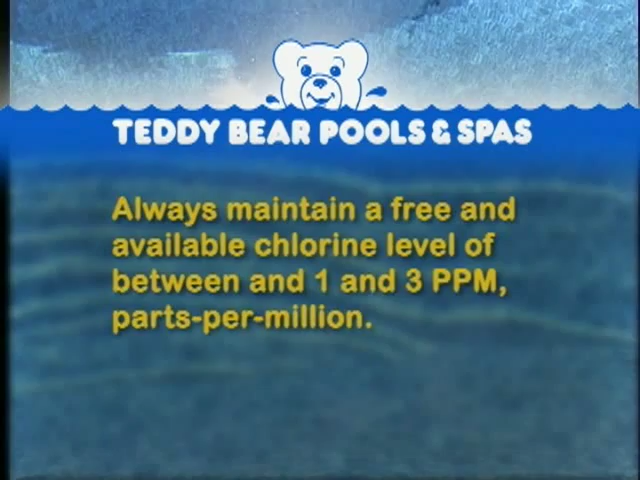 TEDDY BEAR POOLS & SPAS
Always maintain a free and
available chlorine level of
between and 1 and 3 PPM,
parts-per-million.